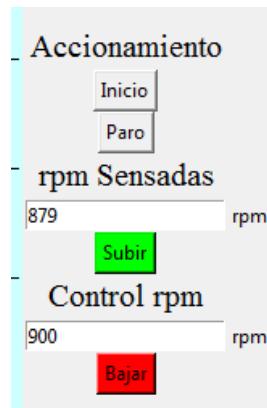 Accionamiento
Inicio
Paro
rpm Sensadas
879 rpm
Subir
Control rpm
900 rpm
Bajar